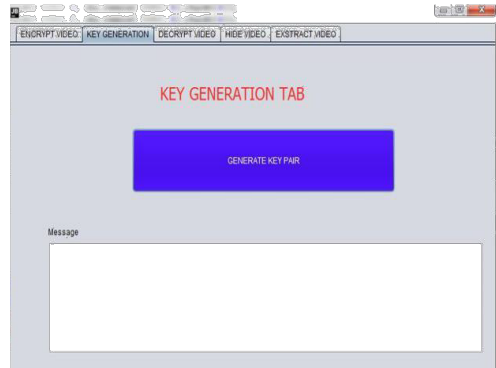 ENCRYPT VIDEO KEY GENERATION DECRYPT VIDEO HIDE VIDEO EXSTRACT VIDEO
KEY GENERATION TAB
GENERATE KEY PAIR
Message